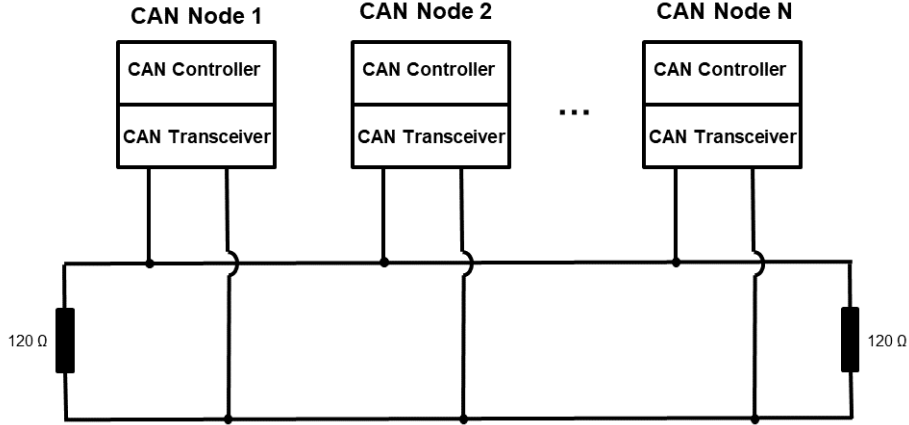 CAN Node 1
CAN Node 2
CAN Node N
CAN Controller
CAN Controller
CAN Controller
...
CAN Transceiver
CAN Transceiver
CAN Transceiver
120 Ω
120 Ω